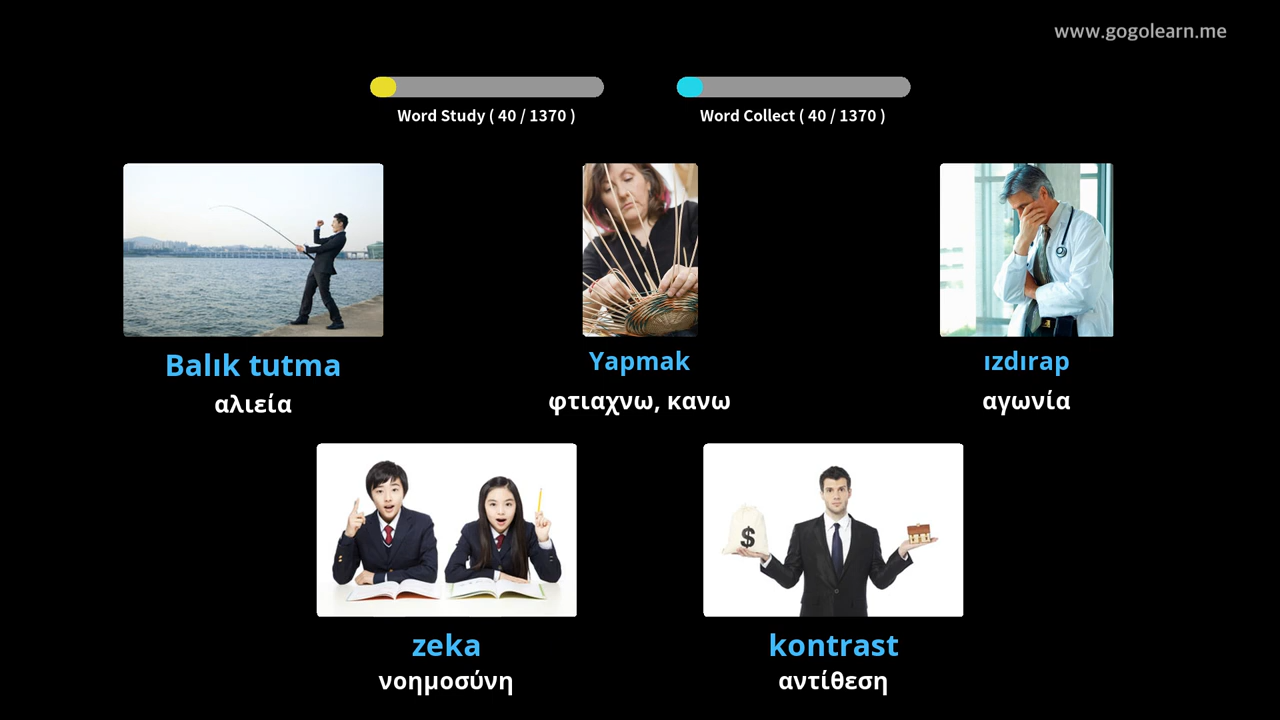 www.gogolearn.me
Word Study ( 40 / 1370 )
Word Collect ( 40 / 1370 )
Balık tutma
αλιεία
Yapmak
φτιαχνω, κανω
ızdırap
αγωνία
zeka
νοημοσύνη
kontrast
αντίθεση
$